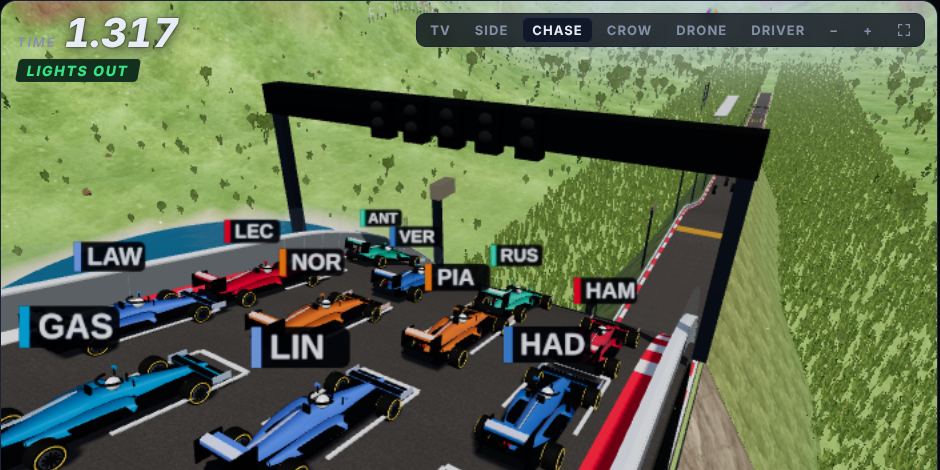 TIME 1.317
LIGHTS OUT
TV SIDE CHASE CROW DRONE DRIVER − +
ANT
LEC
VER
LAW
NOR
RUS
PIA
HAM
GAS
LIN
HAD